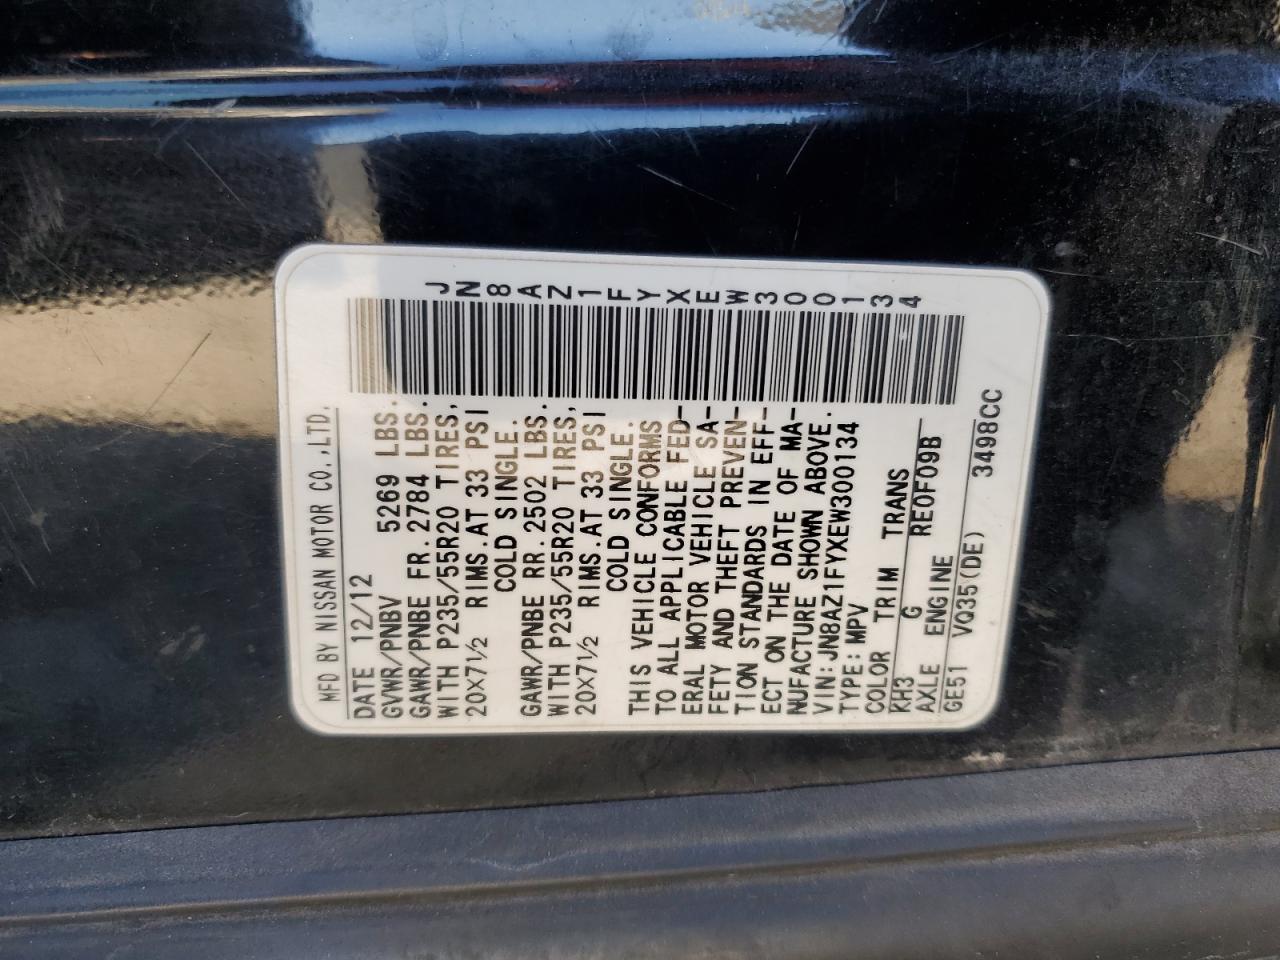 MFD BY NISSAN MOTOR CO.,LTD.
JN8AZ1FYXEW300134
DATE 12/12
GVWR/PNBV 5269 LBS.
GAWR/PNBE FR. 2784 LBS.
WITH P235/55R20 TIRES,
20X7½ RIMS. AT 33 PSI
COLD SINGLE.
GAWR/PNBE RR. 2502 LBS.
WITH P235/55R20 TIRES,
20X7½ RIMS. AT 33 PSI
COLD SINGLE.
THIS VEHICLE CONFORMS
TO ALL APPLICABLE FED-
ERAL MOTOR VEHICLE SA-
FETY AND THEFT PREVEN-
TION STANDARDS IN EFF-
ECT ON THE DATE OF MA-
NUFACTURE SHOWN ABOVE.
VIN:JN8AZ1FYXEW300134
TYPE:MPV
COLOR TRIM TRANS
KH3 G RE0F09B
AXLE ENGINE
GE51 VQ35(DE) 3498CC